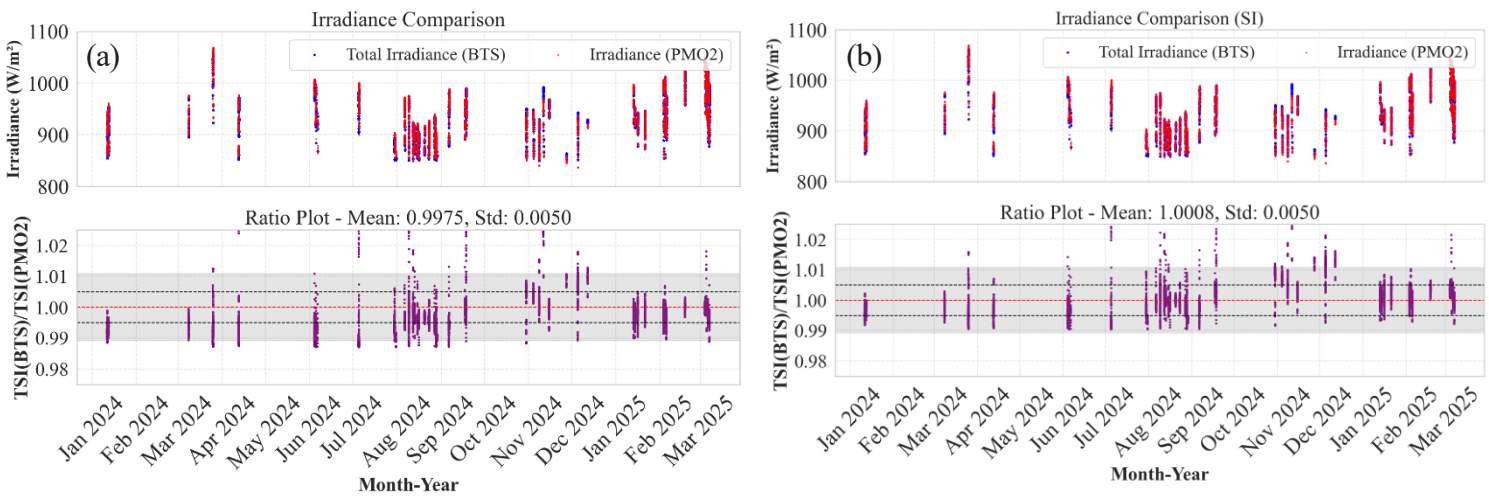 Irradiance Comparison
(a)
Total Irradiance (BTS)
Irradiance (PMO2)
Irradiance (W/m²)
1100
1000
900
800
Ratio Plot - Mean: 0.9975, Std: 0.0050
TSI(BTS)/TSI(PMO2)
1.02
1.01
1.00
0.99
0.98
Jan 2024
Feb 2024
Mar 2024
Apr 2024
May 2024
Jun 2024
Jul 2024
Aug 2024
Sep 2024
Oct 2024
Nov 2024
Dec 2024
Jan 2025
Feb 2025
Mar 2025
Month-Year
Irradiance Comparison (SI)
(b)
Total Irradiance (BTS)
Irradiance (PMO2)
Irradiance (W/m²)
1100
1000
900
800
Ratio Plot - Mean: 1.0008, Std: 0.0050
TSI(BTS)/TSI(PMO2)
1.02
1.01
1.00
0.99
0.98
Jan 2024
Feb 2024
Mar 2024
Apr 2024
May 2024
Jun 2024
Jul 2024
Aug 2024
Sep 2024
Oct 2024
Nov 2024
Dec 2024
Jan 2025
Feb 2025
Mar 2025
Month-Year